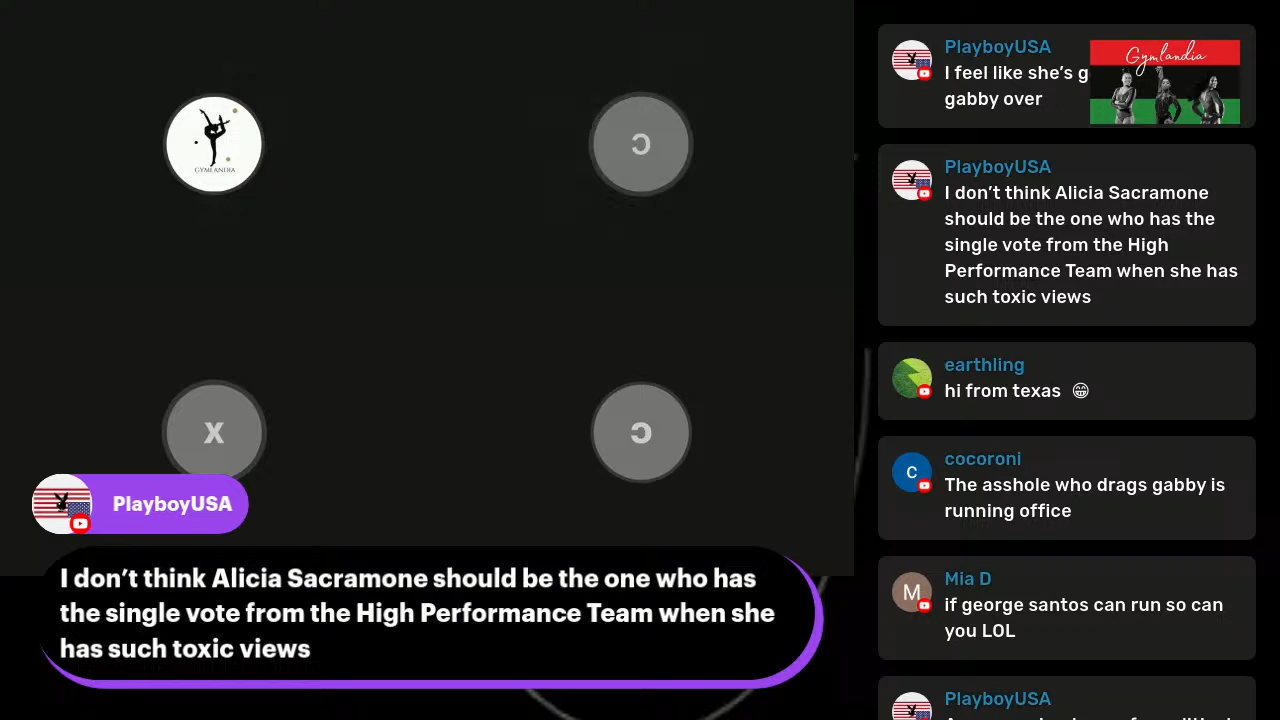 GYMLANDIA
C
X
C
PlayboyUSA
I don't think Alicia Sacramone should be the one who has
the single vote from the High Performance Team when she
has such toxic views
PlayboyUSA
I feel like she's g
gabby over
Gymlandia
PlayboyUSA
I don't think Alicia Sacramone
should be the one who has the
single vote from the High
Performance Team when she has
such toxic views
earthling
hi from texas 😁
C
cocoroni
The asshole who drags gabby is
running office
M
Mia D
if george santos can run so can
you LOL
PlayboyUSA